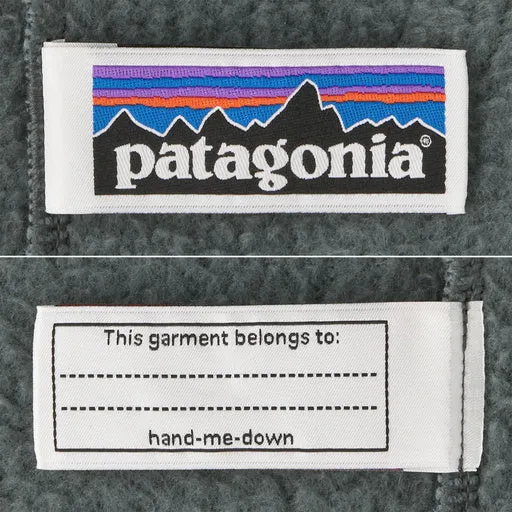 patagonia®
This garment belongs to:
hand-me-down